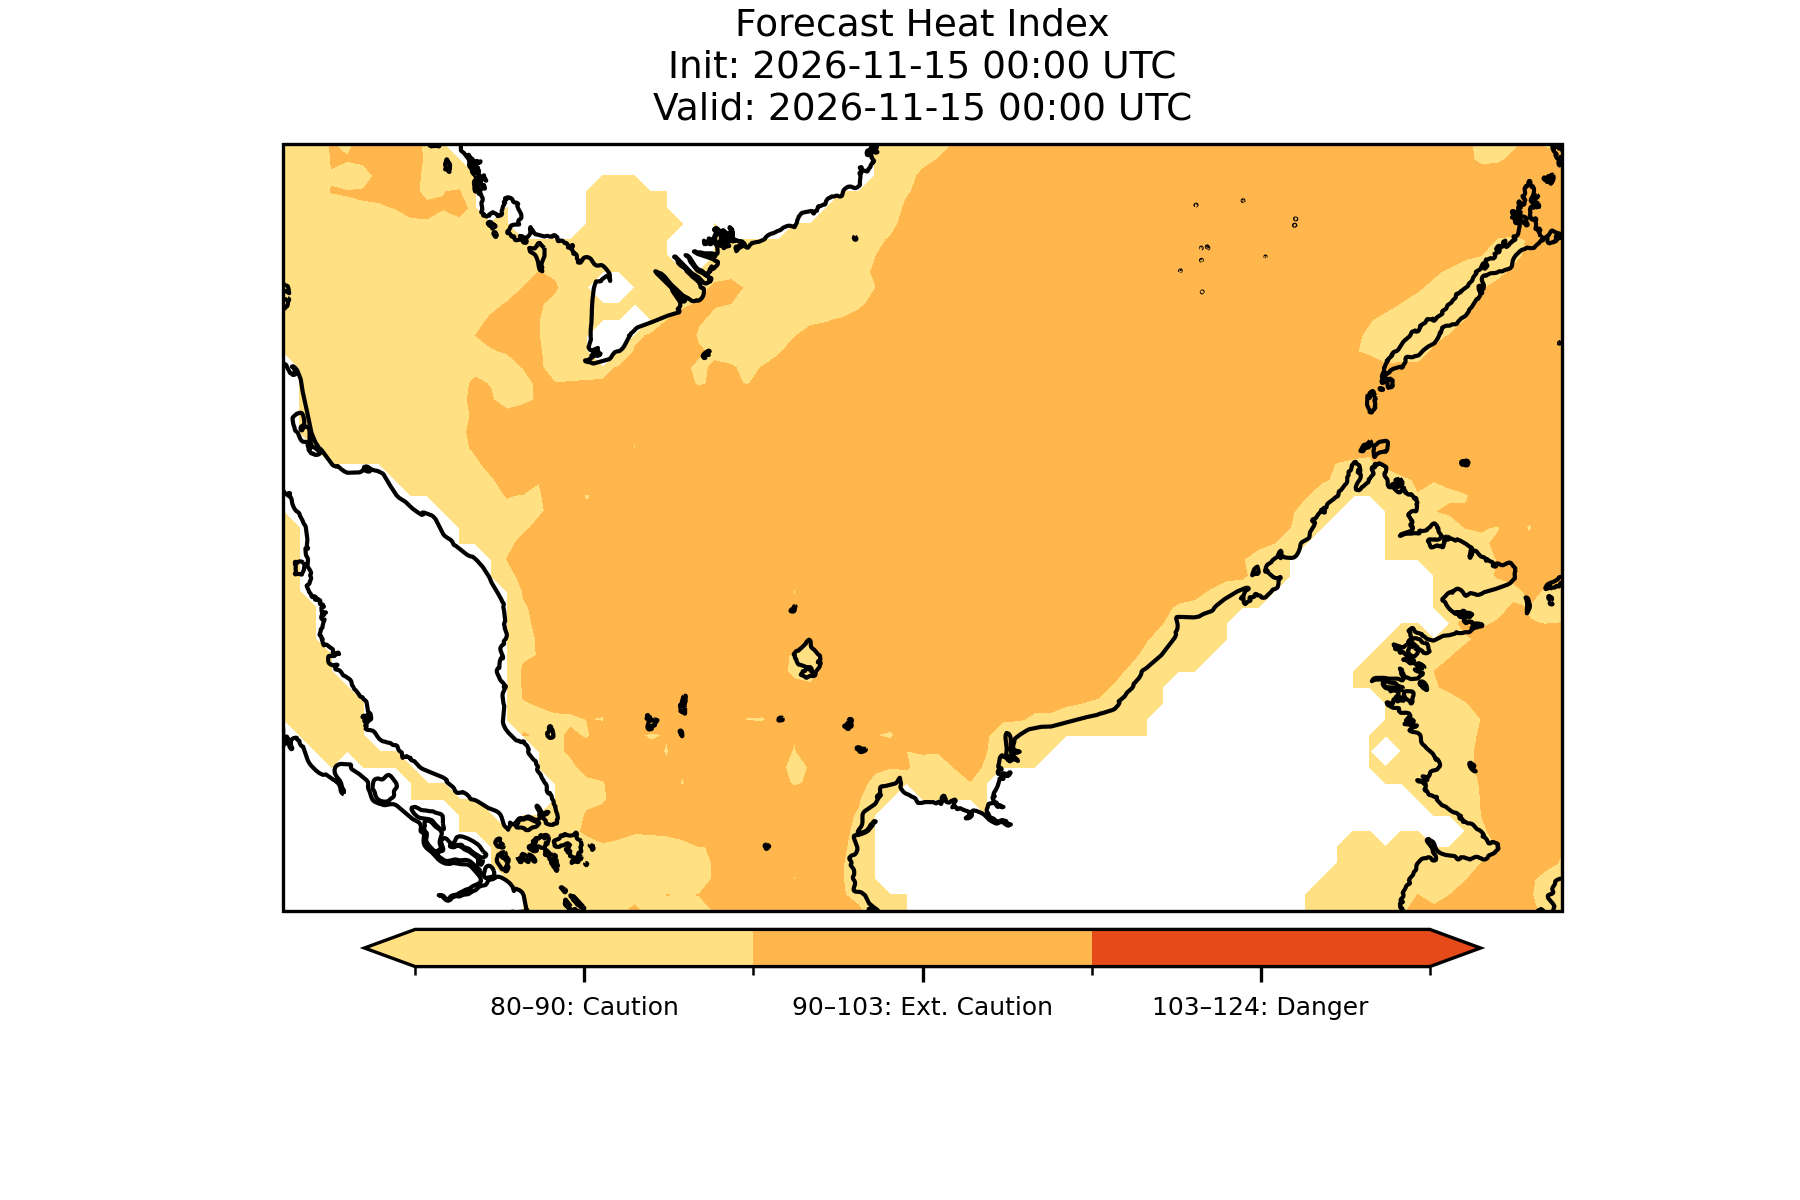 Forecast Heat Index
Init: 2026-11-15 00:00 UTC
Valid: 2026-11-15 00:00 UTC
80–90: Caution
90–103: Ext. Caution
103–124: Danger